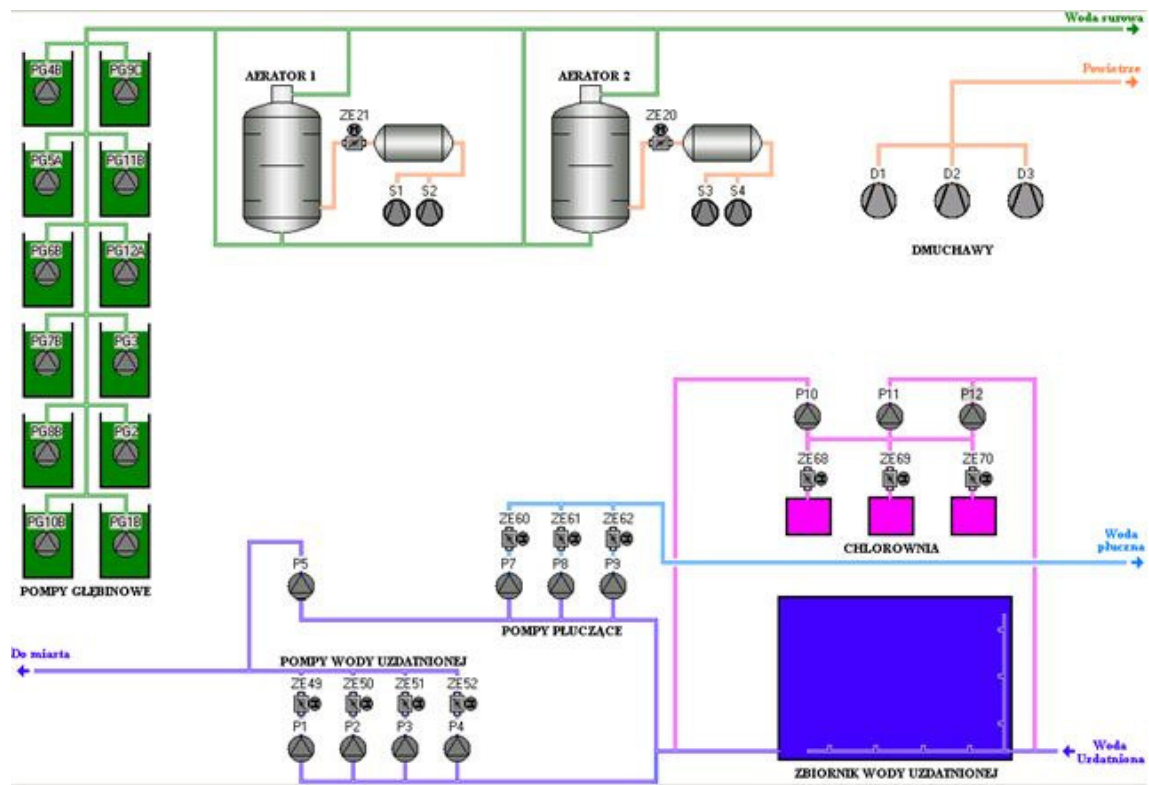 Woda surowa
PG4B PG9C
AERATOR 1
AERATOR 2
Powietrze
ZE21
ZE20
PG5A PG11B
S1 S2
S3 S4
D1 D2 D3
PG6B PG12A
DMUCHAWY
PG7B PG3
P10 P11 P12
PG8B PG2
ZE68 ZE69 ZE70
PG10B PG1B
ZE60 ZE61 ZE62
CHLOROWNIA
Woda
płuczna
POMPY GŁĘBINOWE
P5
P7 P8 P9
POMPY PŁUCZĄCE
Do miasta
POMPY WODY UZDATNIONEJ
ZE49 ZE50 ZE51 ZE52
P1 P2 P3 P4
Woda
Uzdatniona
ZBIORNIK WODY UZDATNIONEJ